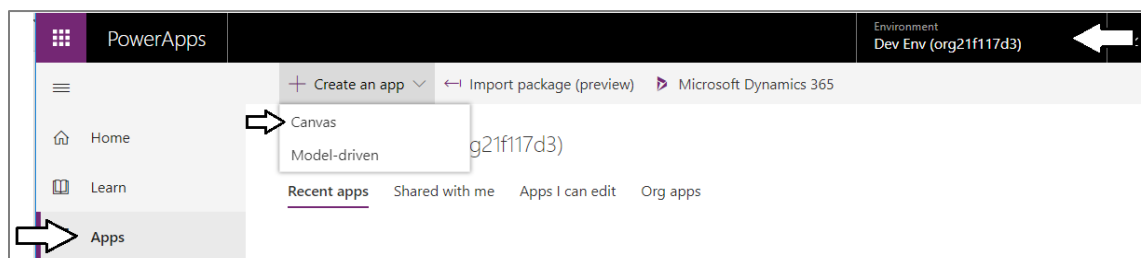 PowerApps
Environment
Dev Env (org21f117d3)
Create an app
Import package (preview)
Microsoft Dynamics 365
Canvas
Model-driven
g21f117d3)
Home
Learn
Apps
Recent apps
Shared with me
Apps I can edit
Org apps